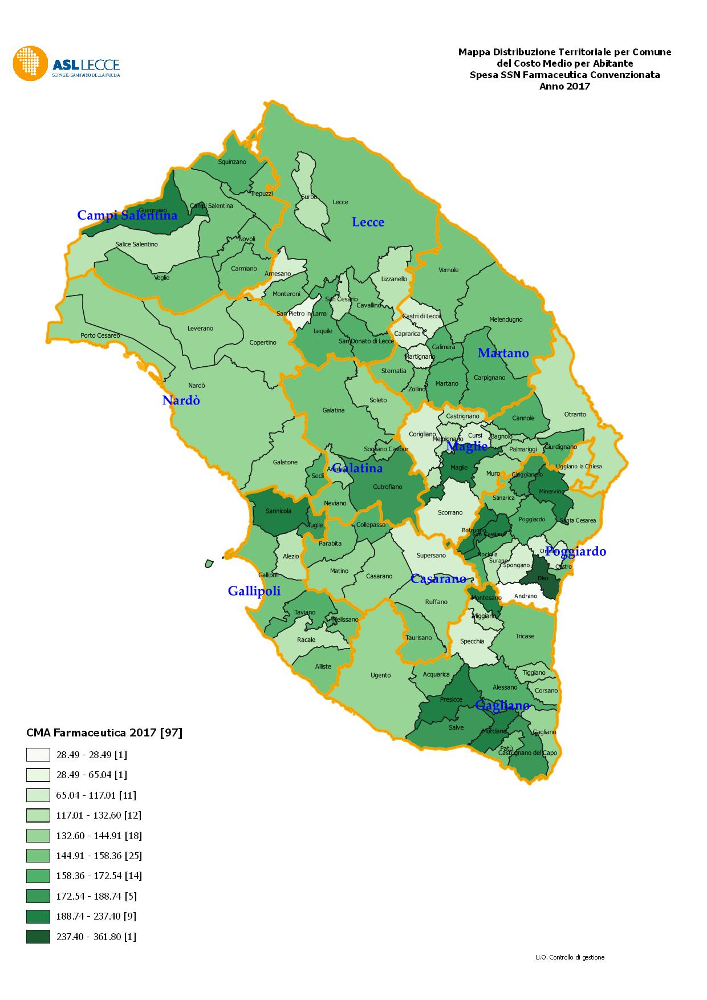 ASL LECCE
SERVIZIO SANITARIO DELLA PUGLIA
Mappa Distribuzione Territoriale per Comune
del Costo Medio per Abitante
Spesa SSN Farmaceutica Convenzionata
Anno 2017
Squinzano
Trepuzzi
Surbo
Lecce
Campi Salentina
Guagnano
Campi Salentina
Lecce
Novoli
Salice Salentino
Carmiano
Vernole
Arnesano
Veglie
Lizzanello
Monteroni
San Cesario
Cavallino
San Pietro in Lama
Castri di Lecce
Melendugno
Leverano
Lequile
Caprarica
Porto Cesareo
Copertino
San Donato di Lecce
Calimera
Martignano
Martano
Sternatia
Carpignano
Nardò
Zollino
Martano
Nardò
Soleto
Galatina
Otranto
Castrignano
Cannole
Corigliano
Melpignano
Cursi
Bagnolo
Maglie
Giurdignano
Sogliano Cavour
Palmariggi
Galatone
Aradeo
Galatina
Maglie
Uggiano la Chiesa
Seclì
Muro
Giuggianello
Cutrofiano
Minervino
Sanarica
Neviano
Sannicola
Scorrano
Poggiardo
Santa Cesarea
Tuglie
Collepasso
Botrugno
San Cassiano
Parabita
Ortelle
Poggiardo
Alezio
Supersano
Nociglia
Surano
Spongano
Castro
Matino
Casarano
Gallipoli
Casarano
Diso
Gallipoli
Andrano
Montesano
Ruffano
Taviano
Melissano
Miggiano
Racale
Taurisano
Specchia
Tricase
Alliste
Ugento
Acquarica
Tiggiano
Alessano
Corsano
Presicce
Gagliano
Salve
Morciano
Gagliano
Patù
Castrignano del Capo
CMA Farmaceutica 2017 [97]
28.49 - 28.49 [1]
28.49 - 65.04 [1]
65.04 - 117.01 [11]
117.01 - 132.60 [12]
132.60 - 144.91 [18]
144.91 - 158.36 [25]
158.36 - 172.54 [14]
172.54 - 188.74 [5]
188.74 - 237.40 [9]
237.40 - 361.80 [1]
U.O. Controllo di gestione